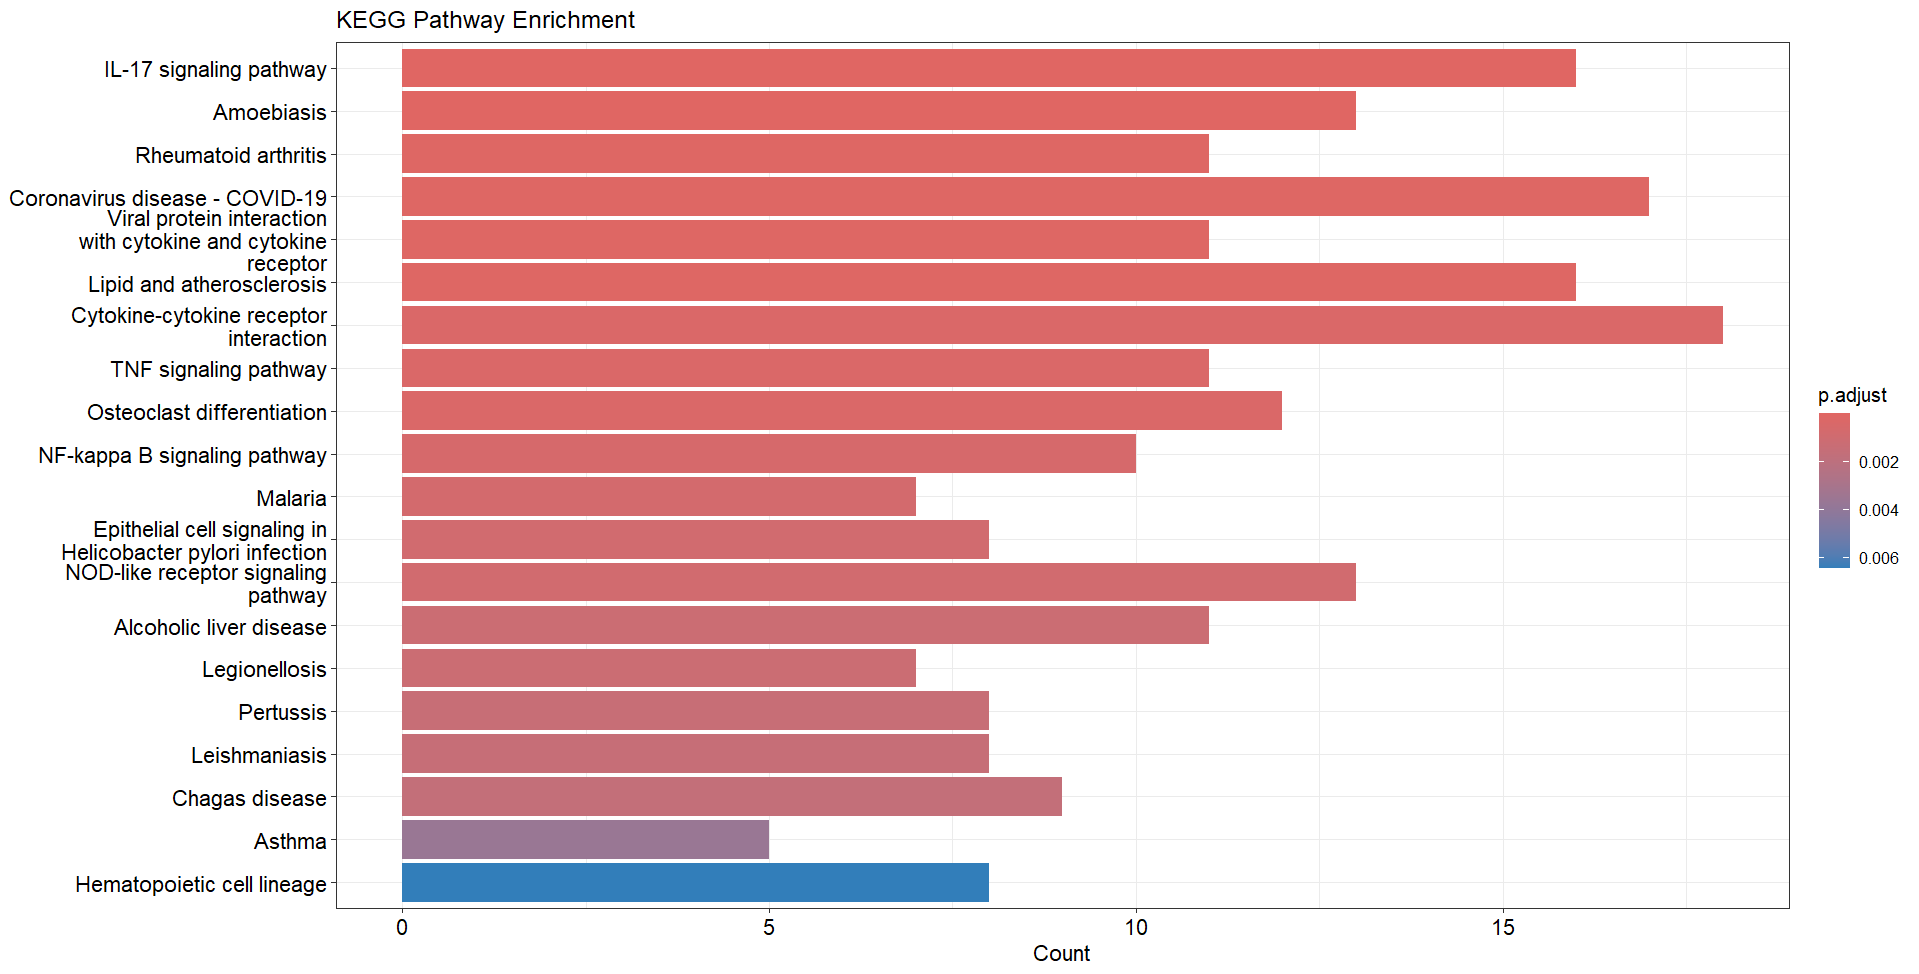 KEGG Pathway Enrichment
IL-17 signaling pathway
Amoebiasis
Rheumatoid arthritis
Coronavirus disease - COVID-19
Viral protein interaction
with cytokine and cytokine
receptor
Lipid and atherosclerosis
Cytokine-cytokine receptor
interaction
TNF signaling pathway
Osteoclast differentiation
NF-kappa B signaling pathway
Malaria
Epithelial cell signaling in
Helicobacter pylori infection
NOD-like receptor signaling
pathway
Alcoholic liver disease
Legionellosis
Pertussis
Leishmaniasis
Chagas disease
Asthma
Hematopoietic cell lineage
0 5 10 15
Count
p.adjust
0.002
0.004
0.006